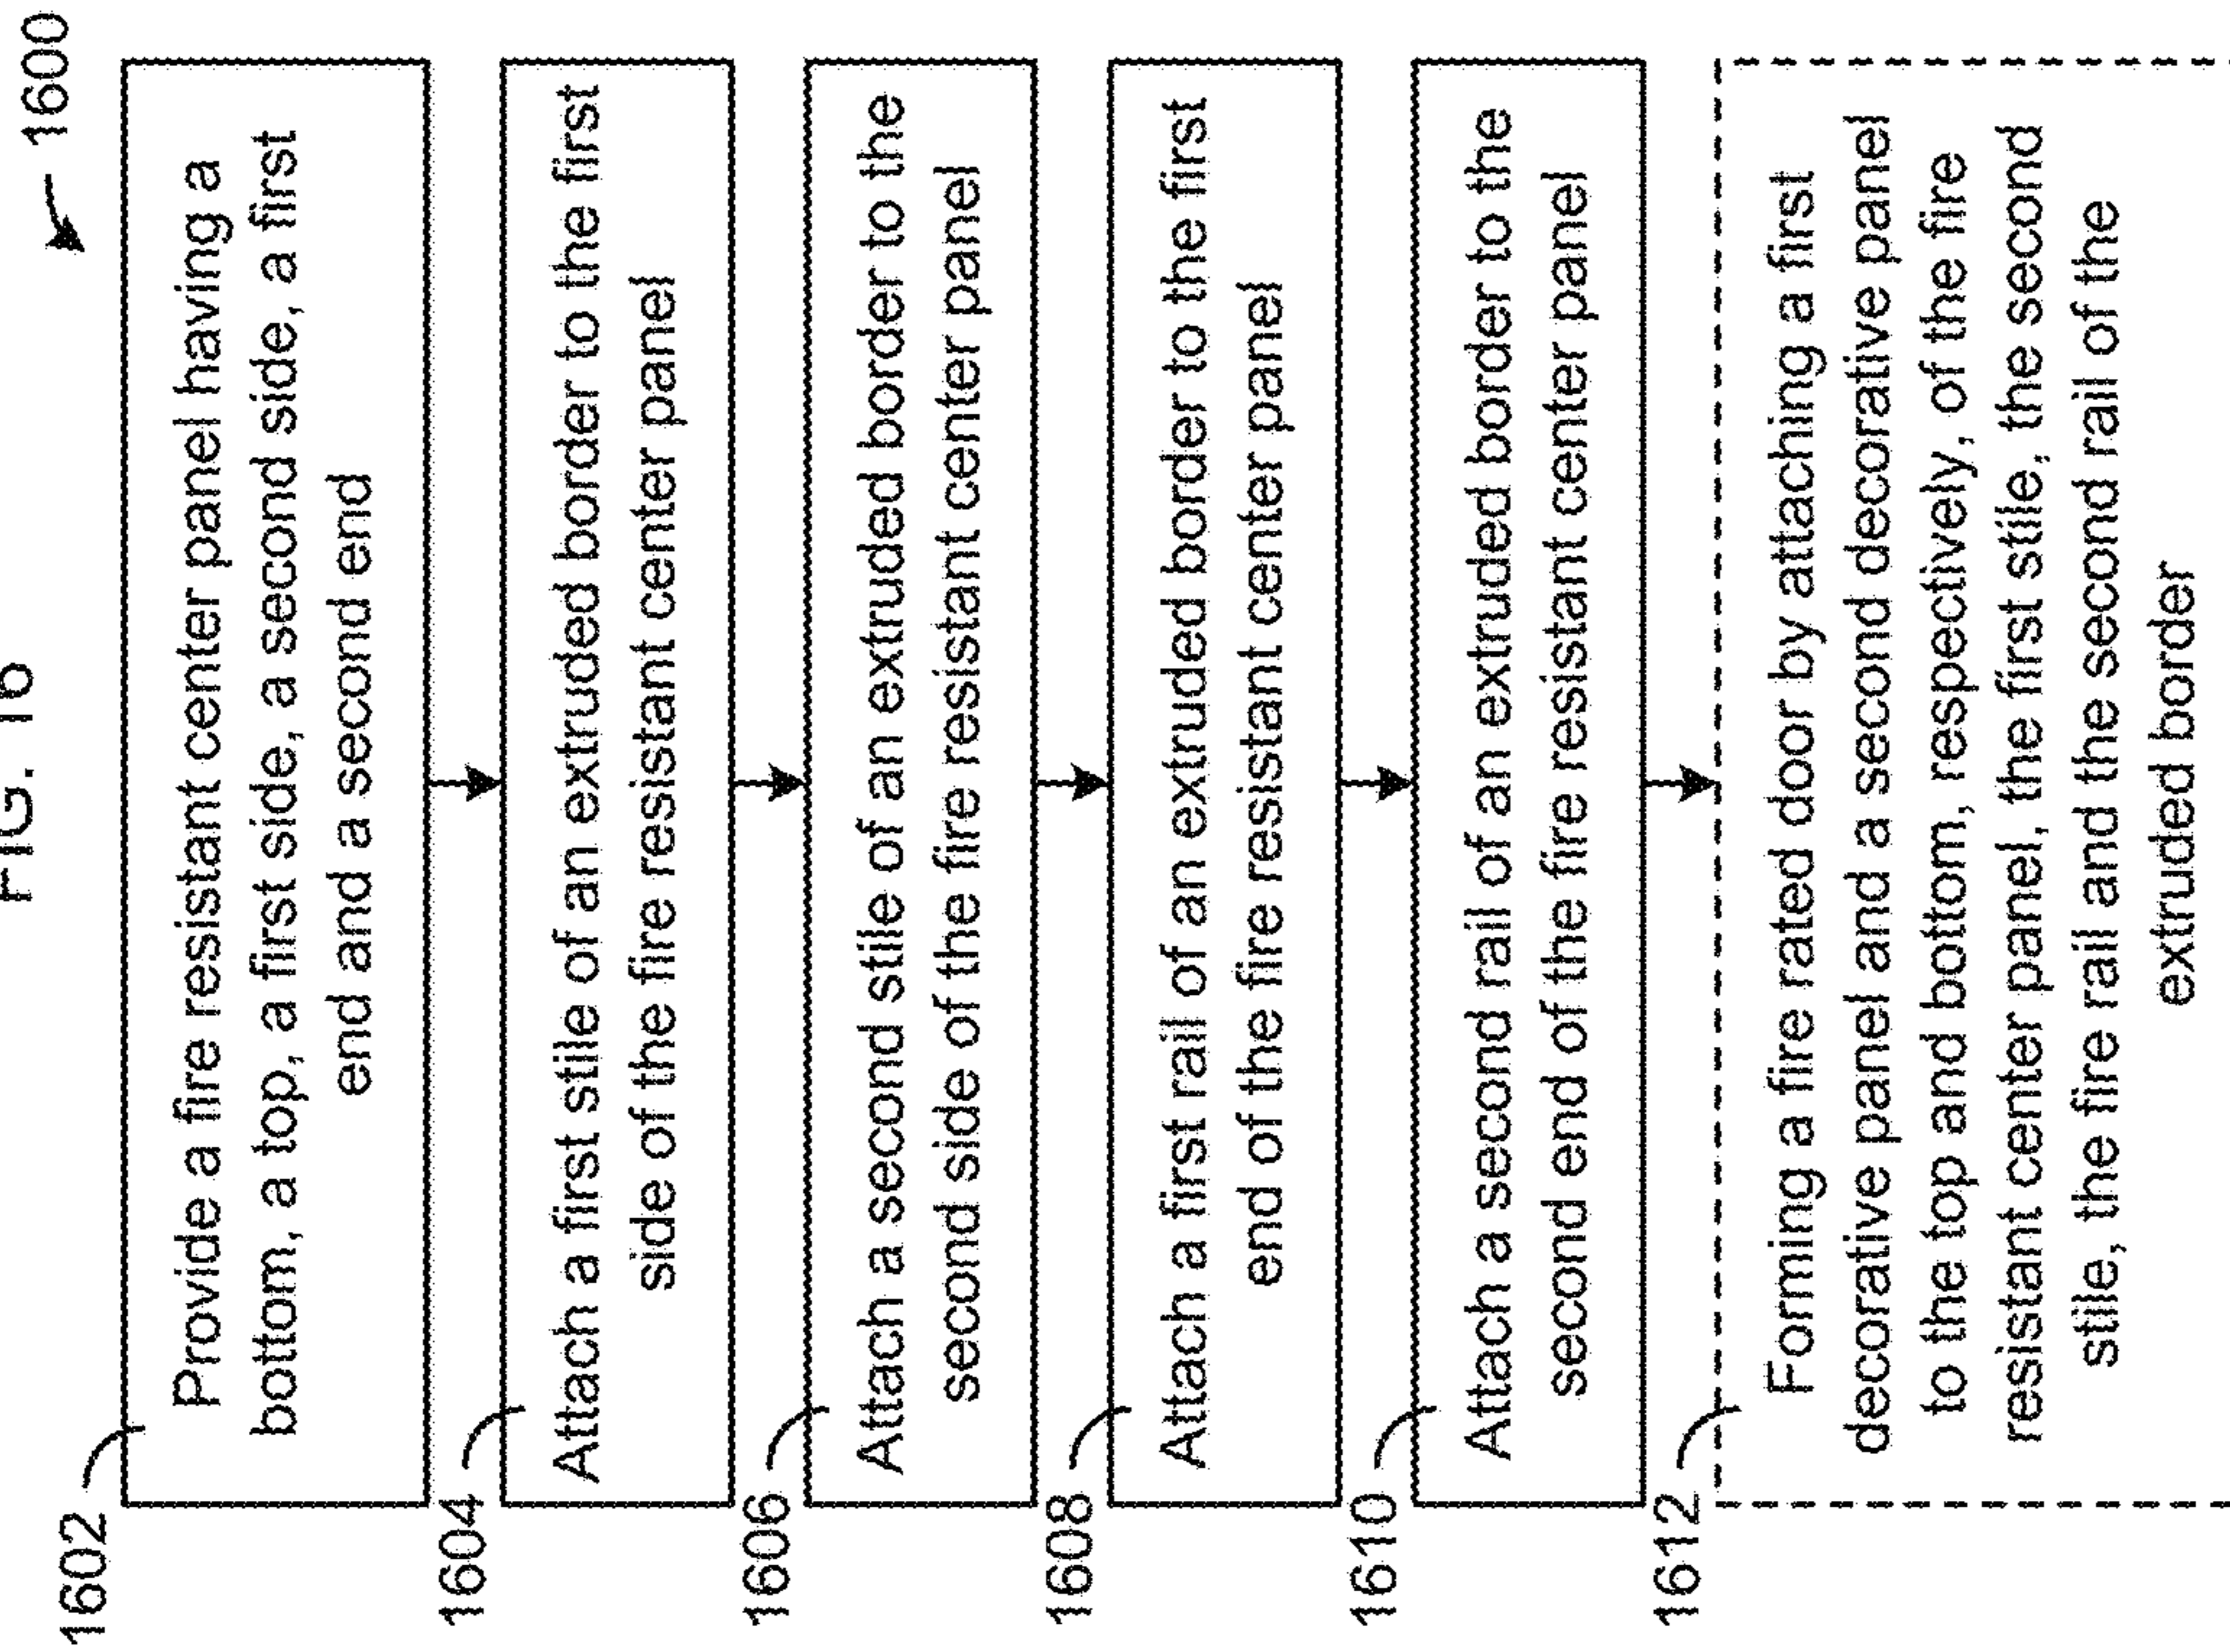 FIG. 16
1600
1602
Provide a fire resistant center panel having a
bottom, a top, a first side, a second side, a first
end and a second end
1604
Attach a first stile of an extruded border to the first
side of the fire resistant center panel
1606
Attach a second stile of an extruded border to the
second side of the fire resistant center panel
1608
Attach a first rail of an extruded border to the first
end of the fire resistant center panel
1610
Attach a second rail of an extruded border to the
second end of the fire resistant center panel
1612
Forming a fire rated door by attaching a first
decorative panel and a second decorative panel
to the top and bottom, respectively, of the fire
resistant center panel, the first stile, the second
stile, the fire rail and the second rail of the
extruded border